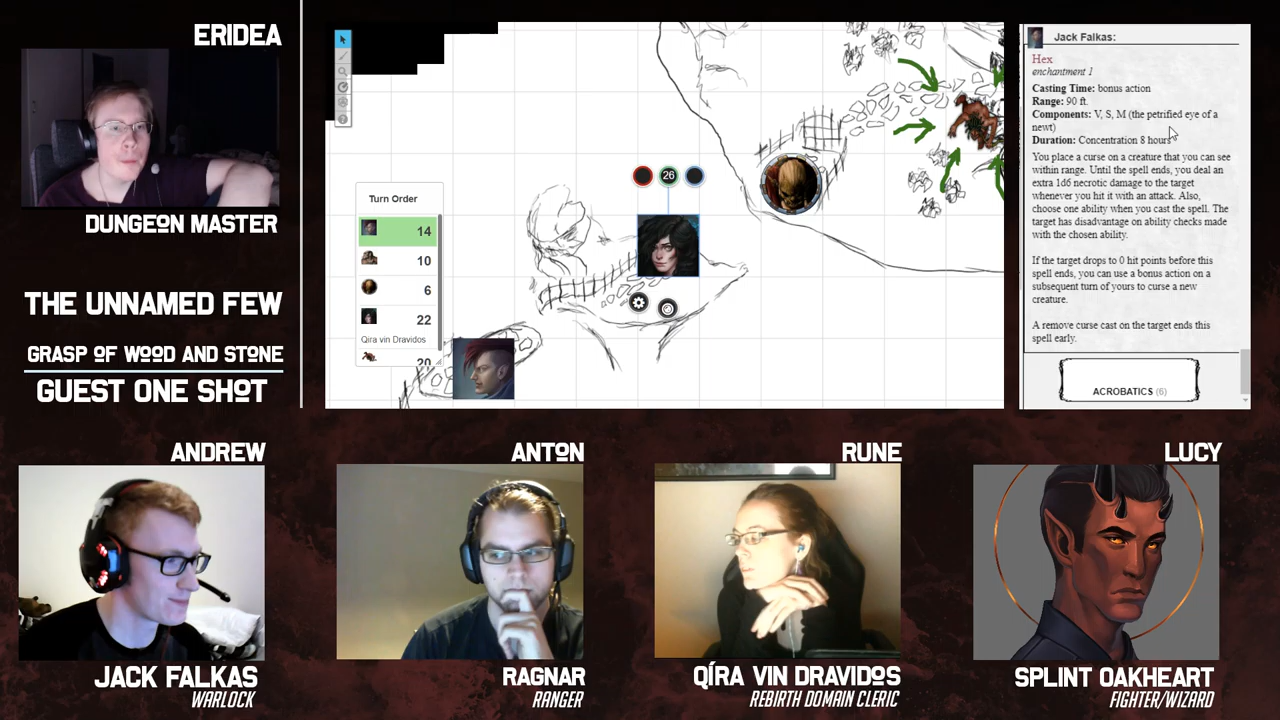 ERIDEA
DUNGEON MASTER
THE UNNAMED FEW
GRASP OF WOOD AND STONE
GUEST ONE SHOT
Turn Order
14
10
6
22
Qira vin Dravidos
20
26
Jack Falkas:
Hex
enchantment 1
Casting Time: bonus action
Range: 90 ft.
Components: V, S, M (the petrified eye of a
newt)
Duration: Concentration 8 hours
You place a curse on a creature that you can see
within range. Until the spell ends, you deal an
extra 1d6 necrotic damage to the target
whenever you hit it with an attack. Also,
choose one ability when you cast the spell. The
target has disadvantage on ability checks made
with the chosen ability.
If the target drops to 0 hit points before this
spell ends, you can use a bonus action on a
subsequent turn of yours to curse a new
creature.
A remove curse cast on the target ends this
spell early.
ACROBATICS (6)
ANDREW
JACK FALKAS
WARLOCK
ANTON
RAGNAR
RANGER
RUNE
QÍRA VIN DRAVIDOS
REBIRTH DOMAIN CLERIC
LUCY
SPLINT OAKHEART
FIGHTER/WIZARD